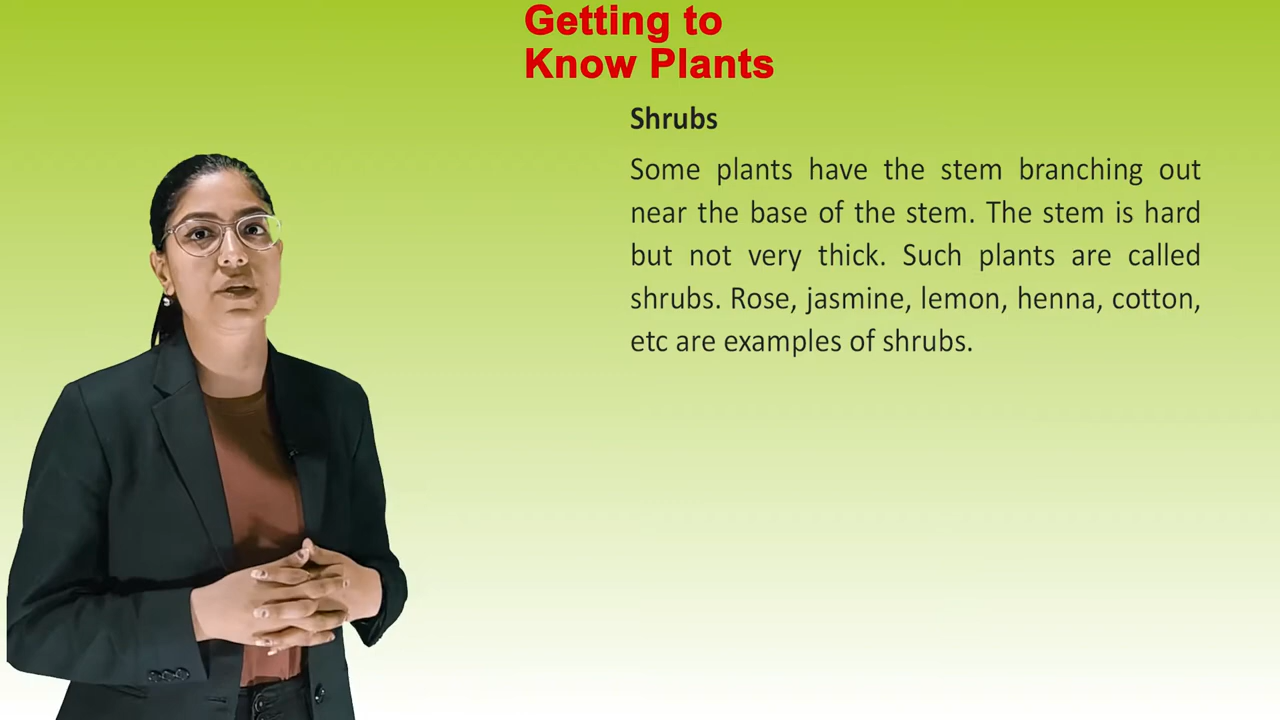 Getting to
Know Plants
Shrubs
Some plants have the stem branching out
near the base of the stem. The stem is hard
but not very thick. Such plants are called
shrubs. Rose, jasmine, lemon, henna, cotton,
etc are examples of shrubs.